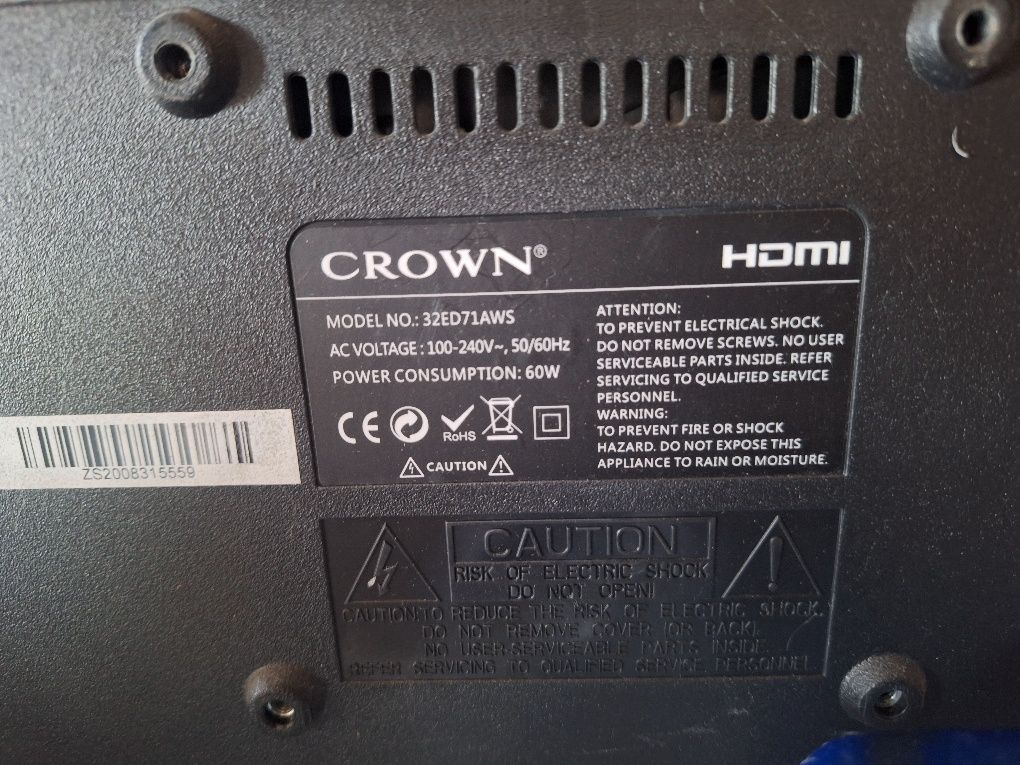 CROWN®
HDMI
MODEL NO.: 32ED71AWS
AC VOLTAGE : 100-240V~, 50/60Hz
POWER CONSUMPTION: 60W
CE
RoHS
CAUTION
ATTENTION:
TO PREVENT ELECTRICAL SHOCK.
DO NOT REMOVE SCREWS. NO USER
SERVICEABLE PARTS INSIDE. REFER
SERVICING TO QUALIFIED SERVICE
PERSONNEL.
WARNING:
TO PREVENT FIRE OR SHOCK
HAZARD. DO NOT EXPOSE THIS
APPLIANCE TO RAIN OR MOISTURE.
ZS2008315559
CAUTION
RISK OF ELECTRIC SHOCK
DO NOT OPEN!
CAUTION:TO REDUCE THE RISK OF ELECTRIC SHOCK.
DO NOT REMOVE COVER (OR BACK).
NO USER-SERVICEABLE PARTS INSIDE.
REFER SERVICING TO QUALIFIED SERVICE PERSONNEL